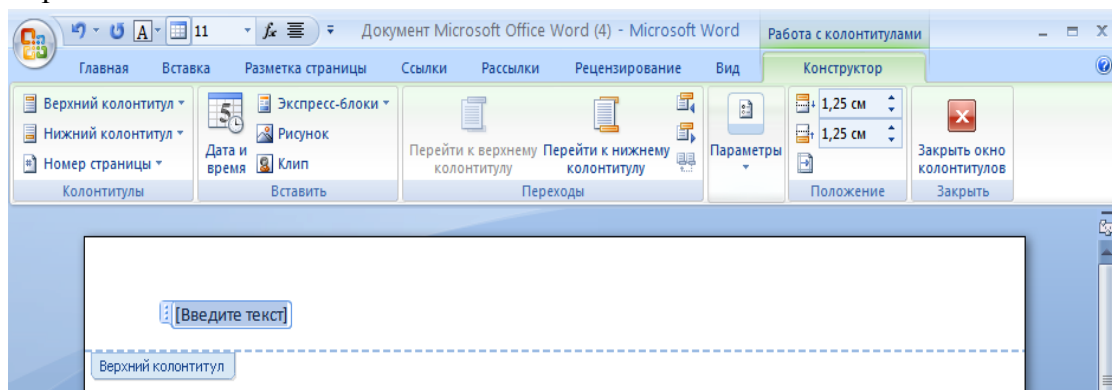 11 Документ Microsoft Office Word (4) - Microsoft Word Работа с колонтитулами
Главная Вставка Разметка страницы Ссылки Рассылки Рецензирование Вид Конструктор
Верхний колонтитул
Нижний колонтитул
Номер страницы
Колонтитулы
5
Дата и
время
Экспресс-блоки
Рисунок
Клип
Вставить
Перейти к верхнему
колонтитулу
Перейти к нижнему
колонтитулу
Переходы
Параметры
1,25 см
1,25 см
Положение
Закрыть окно
колонтитулов
Закрыть
[Введите текст]
Верхний колонтитул